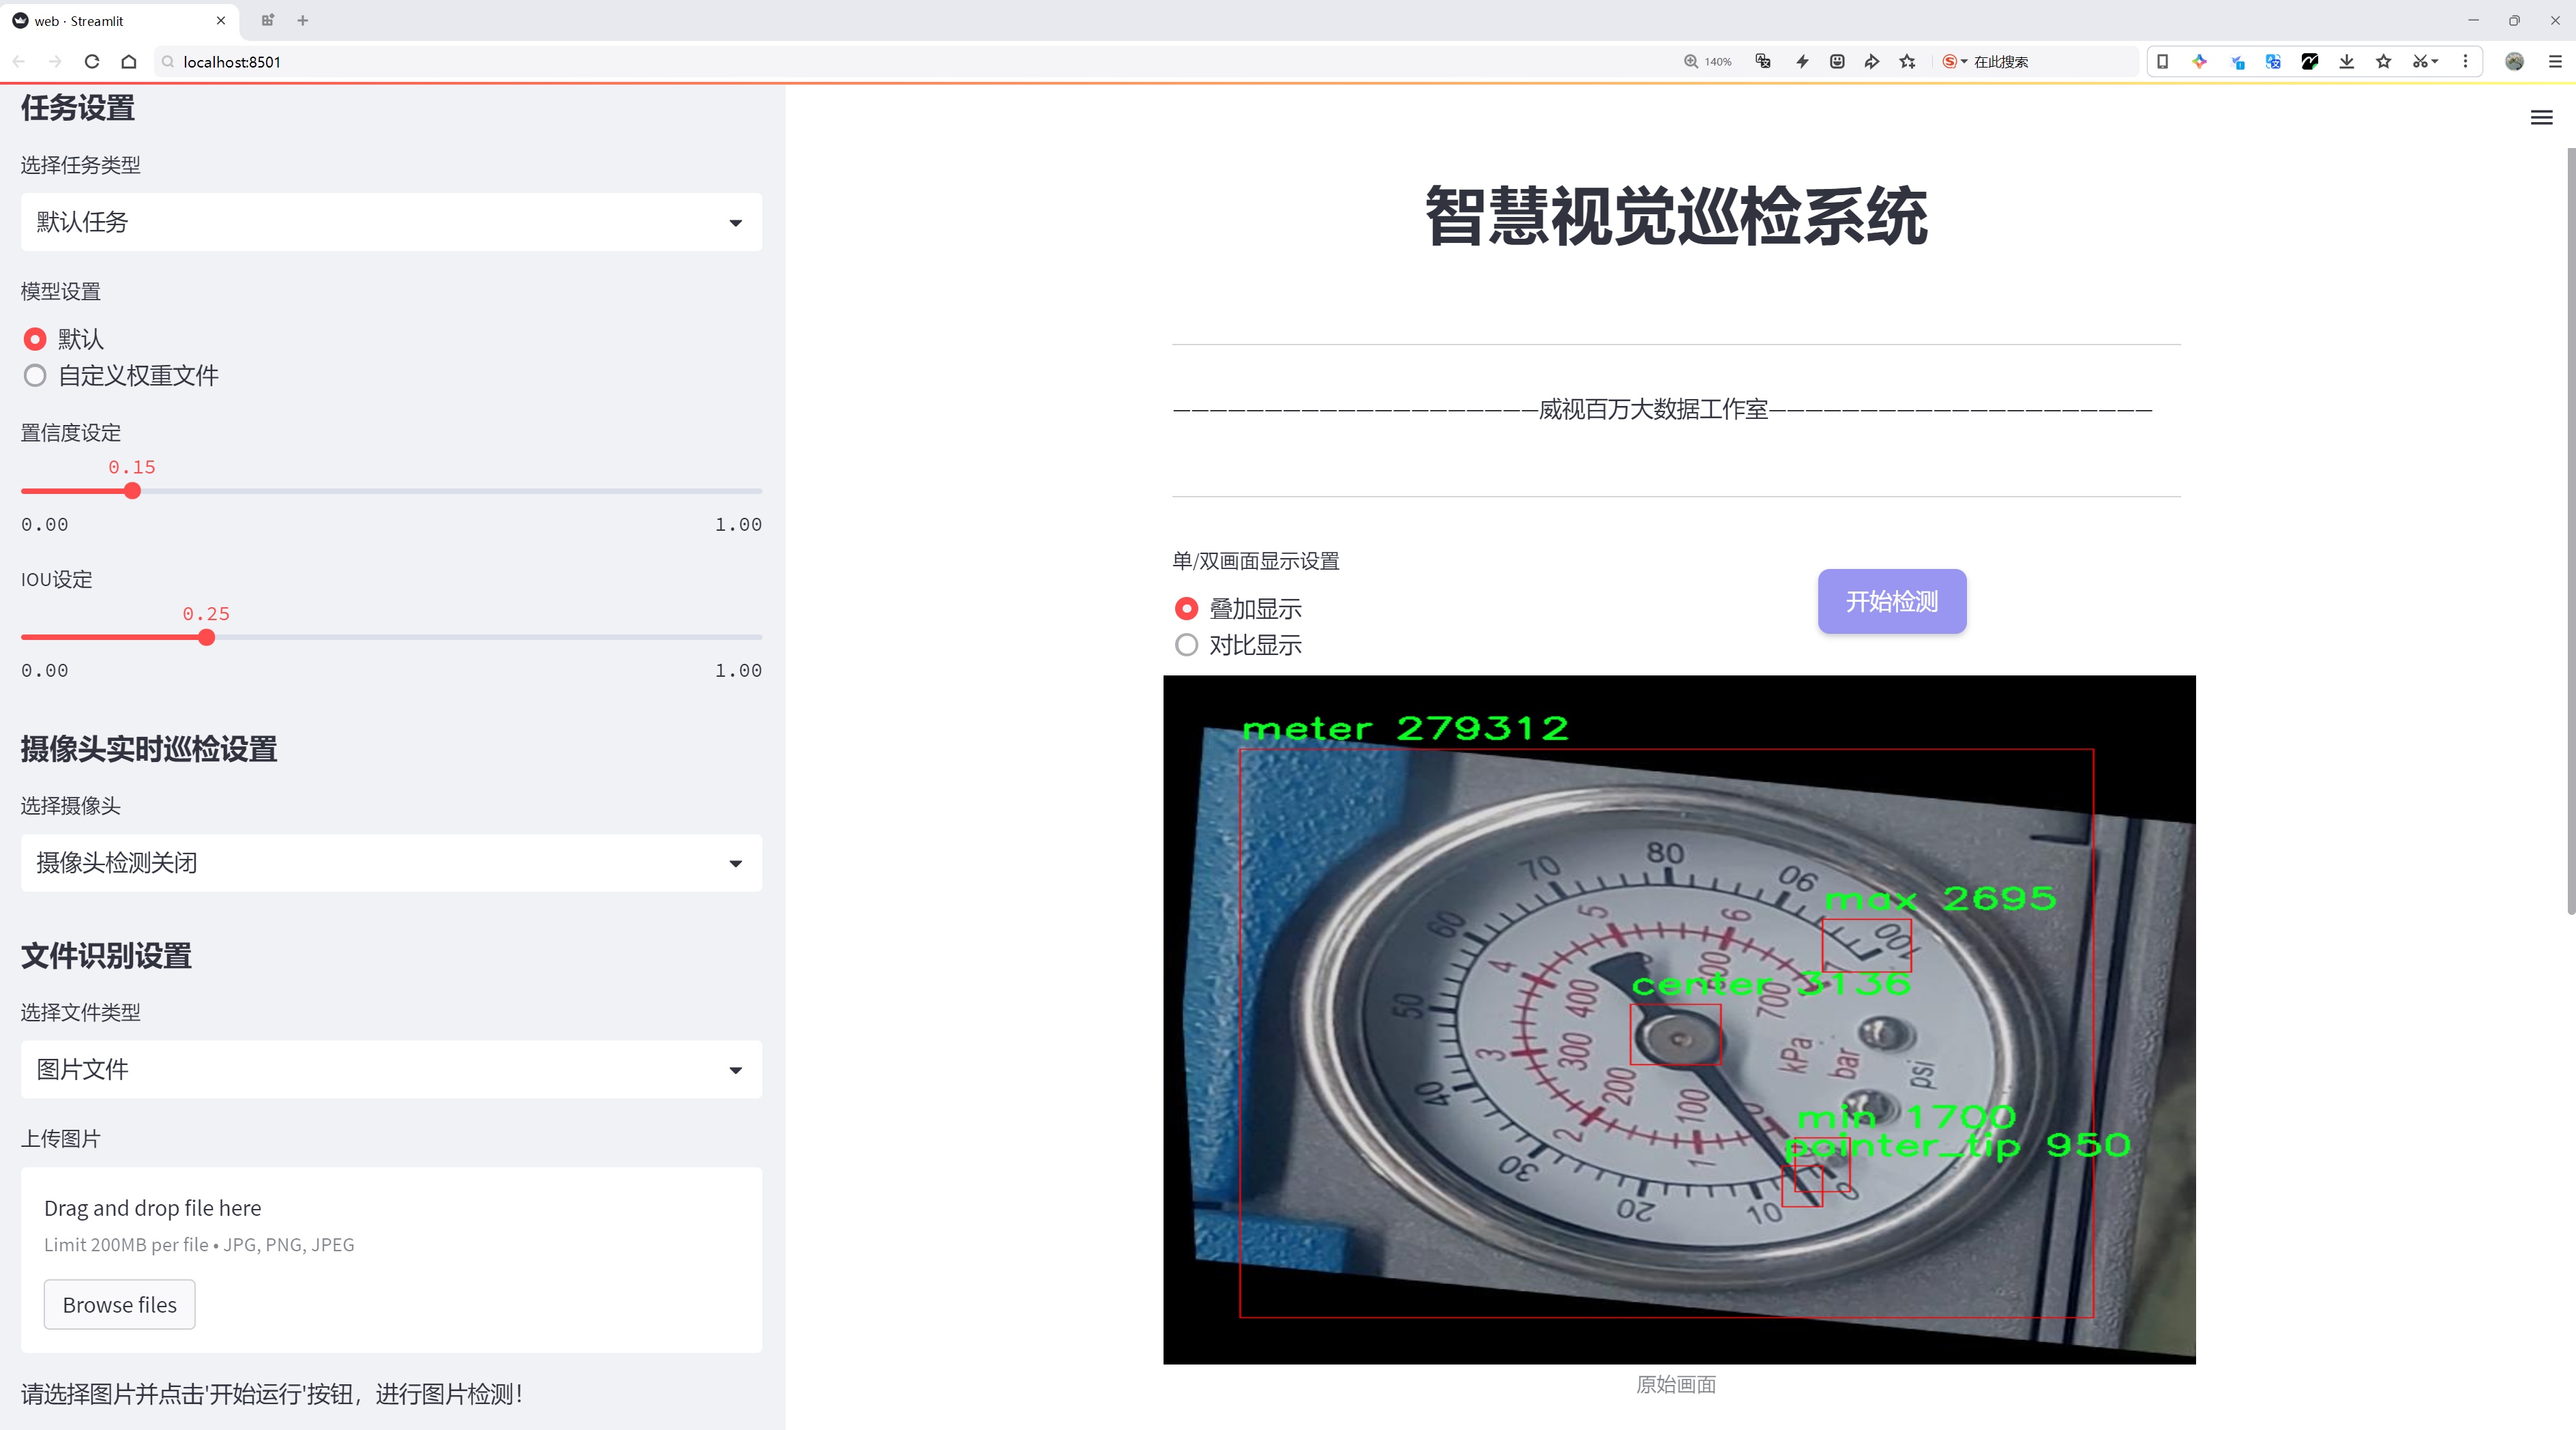 web · Streamlit
localhost:8501
140%
在此搜索
任务设置
选择任务类型
默认任务
模型设置
默认
自定义权重文件
置信度设定
0.15
0.00
1.00
IOU设定
0.25
0.00
1.00
摄像头实时巡检设置
选择摄像头
摄像头检测关闭
文件识别设置
选择文件类型
图片文件
上传图片
Drag and drop file here
Limit 200MB per file • JPG, PNG, JPEG
Browse files
请选择图片并点击'开始运行'按钮，进行图片检测！
智慧视觉巡检系统
————————————————————威视百万大数据工作室—————————————————————
单/双画面显示设置
叠加显示
对比显示
开始检测
meter 279312
max 2695
center 3136
min 1700
pointer_tip 950
0
10
20
30
40
50
60
70
80
90
100
1
2
3
4
5
6
100
200
300
400
700
kPa
bar
psi
原始画面